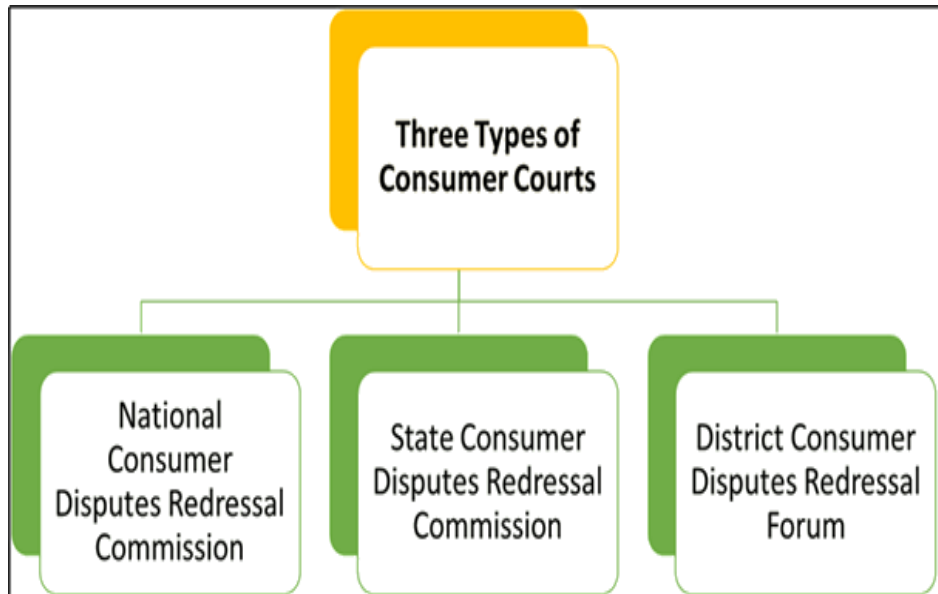 Three Types of
Consumer Courts
National
Consumer
Disputes Redressal
Commission
State Consumer
Disputes Redressal
Commission
District Consumer
Disputes Redressal
Forum